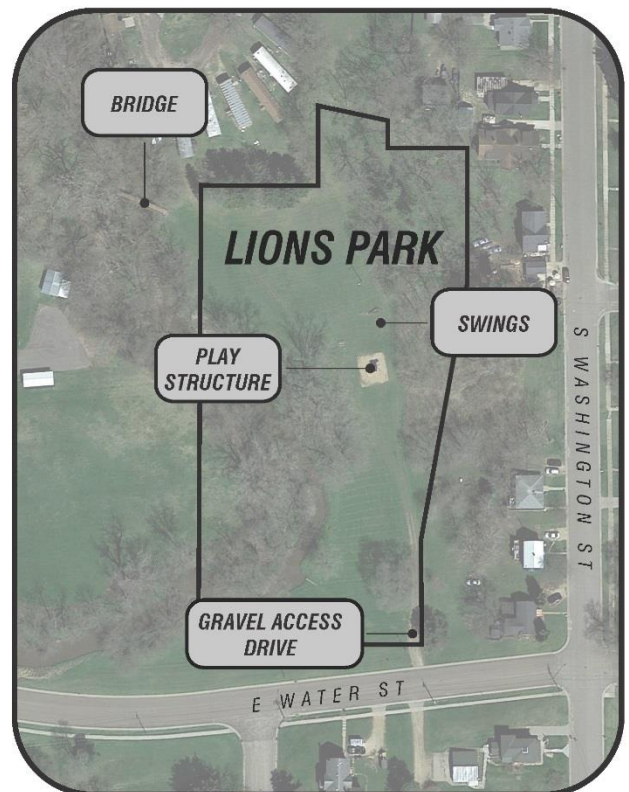 BRIDGE
LIONS PARK
SWINGS
PLAY
STRUCTURE
S WASHINGTON ST
GRAVEL ACCESS
DRIVE
E WATER ST